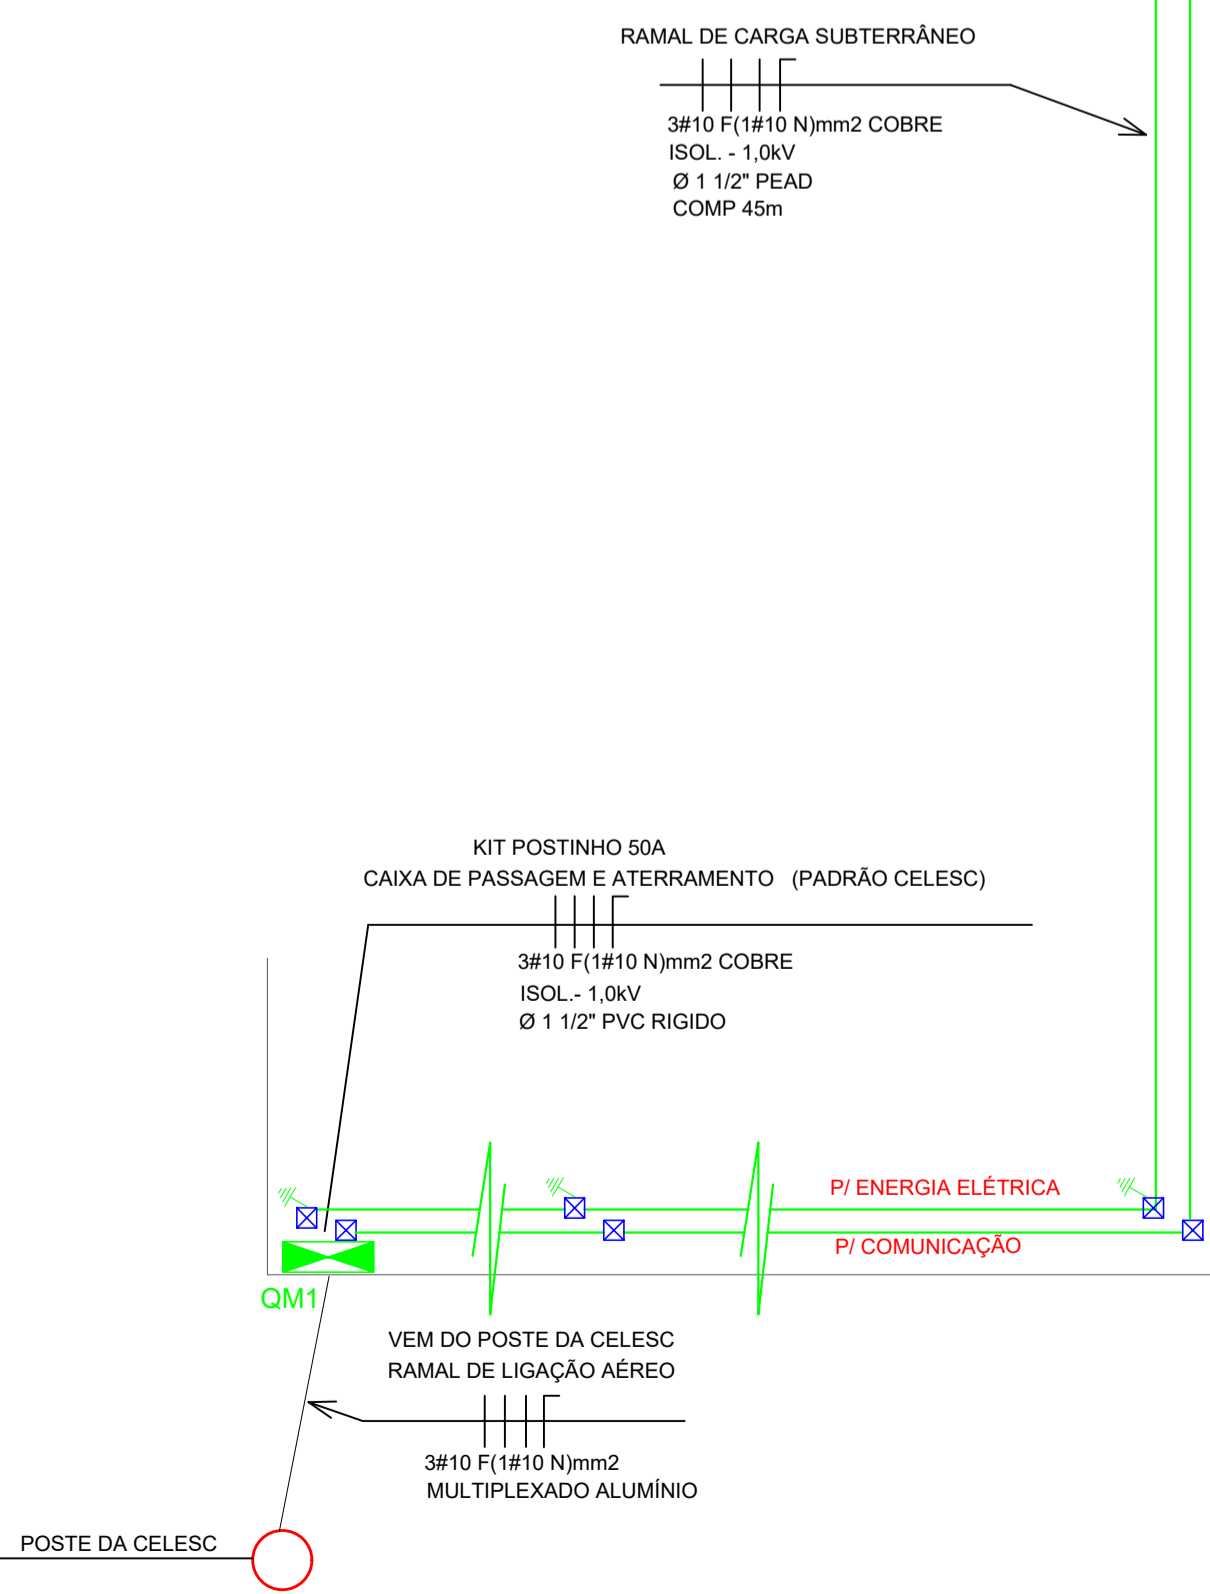 RAMAL DE CARGA SUBTERRÂNEO
3#10 F(1#10 N)mm2 COBRE
ISOL. - 1,0kV
Ø 1 1/2" PEAD
COMP 45m
KIT POSTINHO 50A
CAIXA DE PASSAGEM E ATERRAMENTO (PADRÃO CELESC)
3#10 F(1#10 N)mm2 COBRE
ISOL.- 1,0kV
Ø 1 1/2" PVC RIGIDO
P/ ENERGIA ELÉTRICA
P/ COMUNICAÇÃO
QM1
VEM DO POSTE DA CELESC
RAMAL DE LIGAÇÃO AÉREO
3#10 F(1#10 N)mm2
MULTIPLEXADO ALUMÍNIO
POSTE DA CELESC